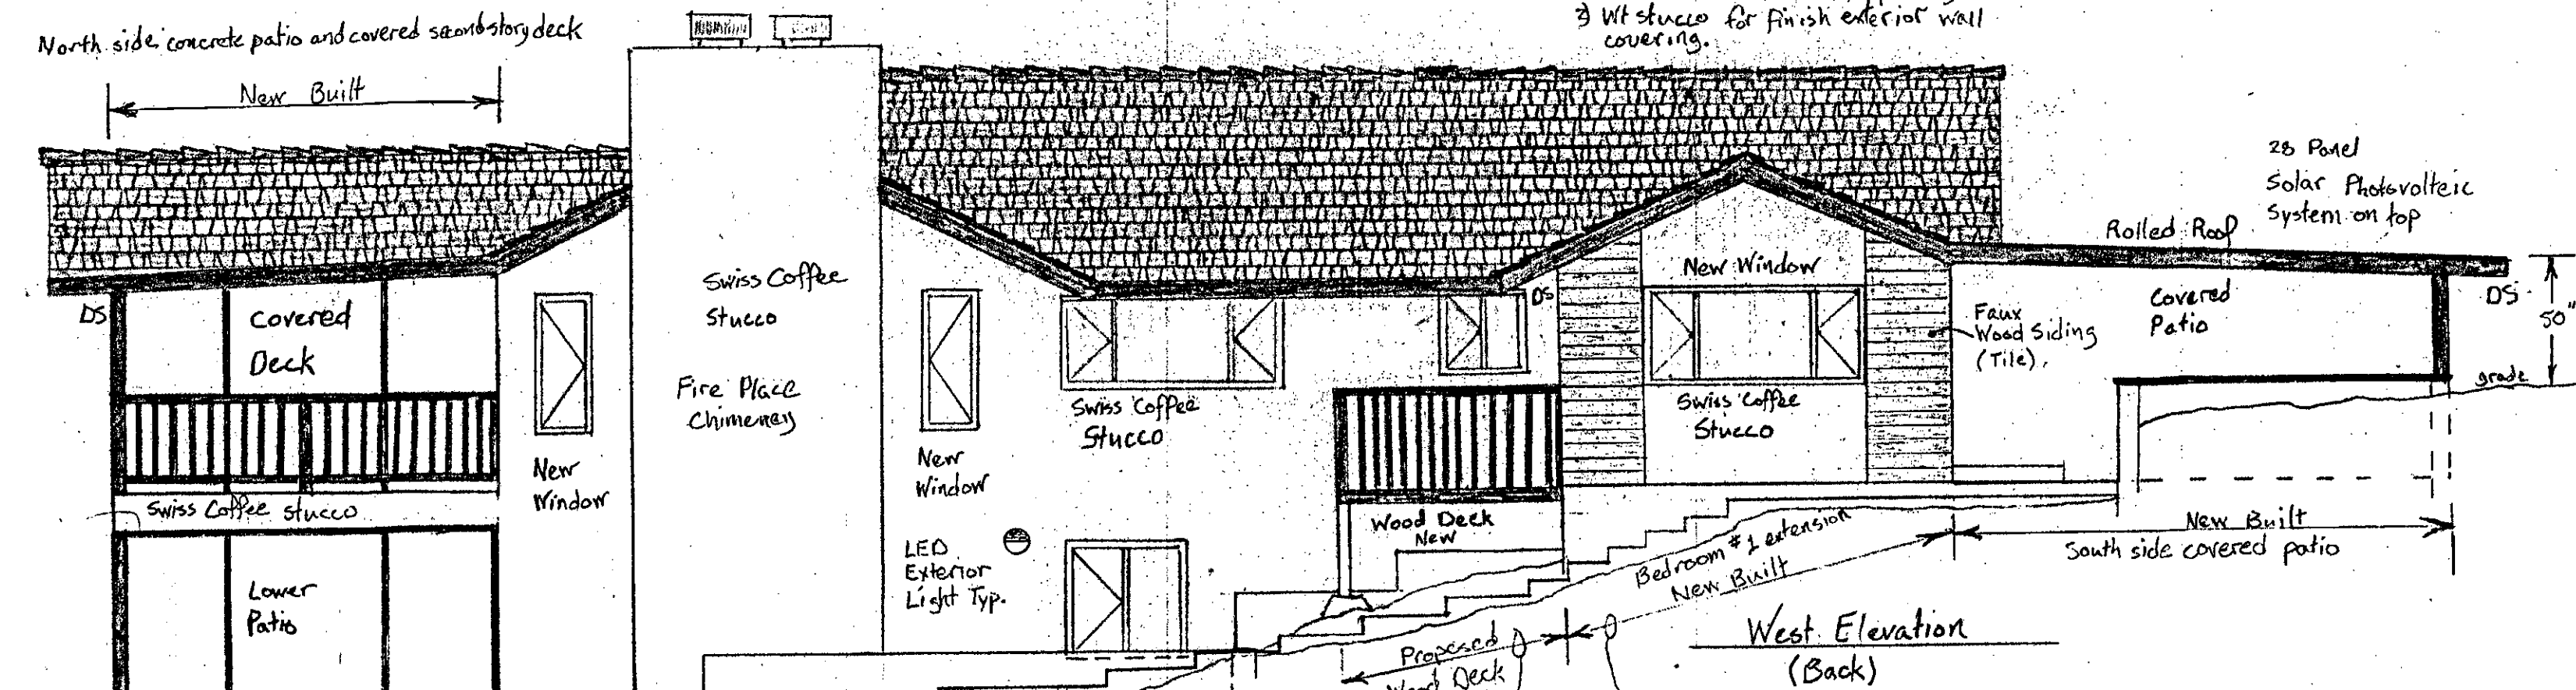 North side concrete patio and covered second story deck
New Built
3) Wt stucco for finish exterior wall
covering.
28 Panel
Solar Photovolteic
System on top
Rolled Roof
Swiss Coffee
Stucco
Fire Place
Chimeney
DS
Covered
Deck
New
Window
Swiss Coffee stucco
Lower
Patio
New
Window
LED
Exterior
Light Typ.
Swiss Coffee
Stucco
DS
New Window
Swiss Coffee
Stucco
Faux
Wood Siding
(Tile)
Covered
Patio
DS
50"
grade
Wood Deck
New
Bedroom #1 extension
New Built
New Built
South side covered patio
Proposed
Wood Deck
West Elevation
(Back)